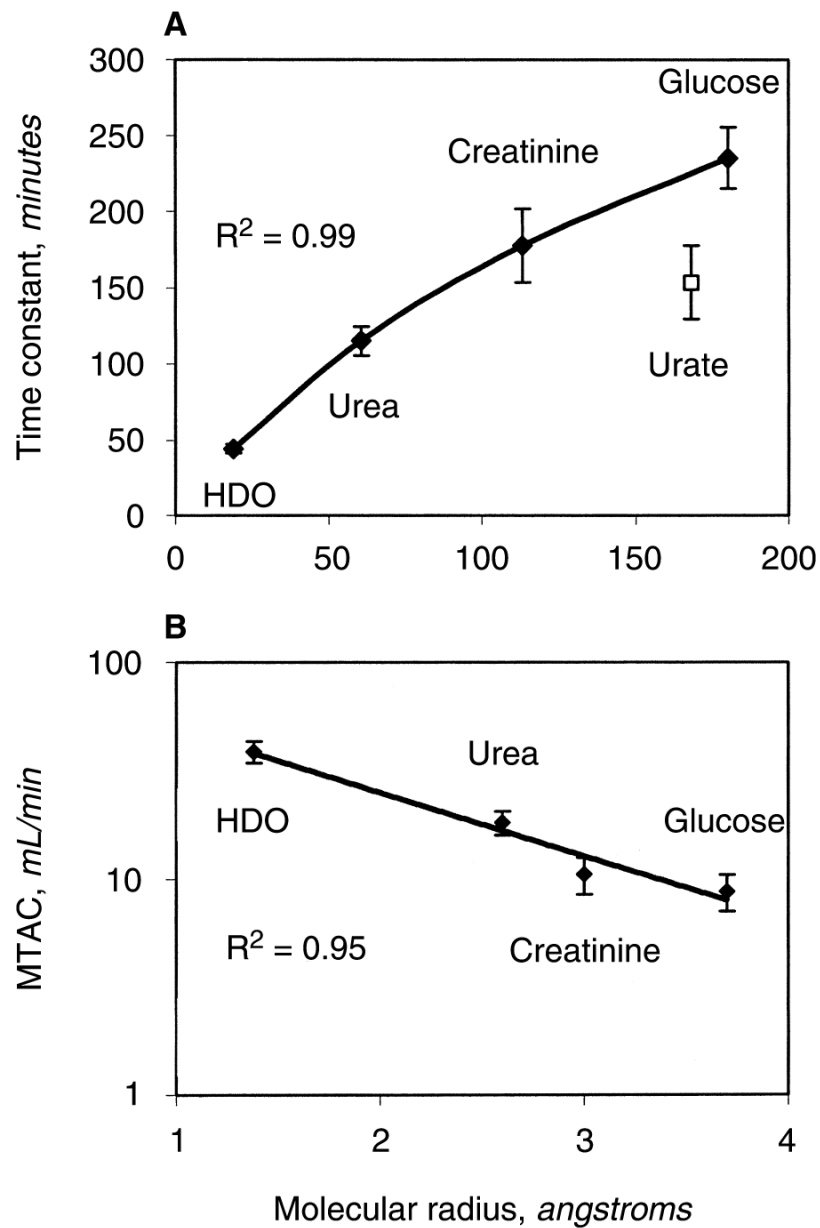 A
300
250
200
150
100
50
0
Time constant, minutes
R² = 0.99
Glucose
Creatinine
Urate
Urea
HDO
0 50 100 150 200
B
100
10
1
MTAC, mL/min
Urea
HDO
Glucose
R² = 0.95
Creatinine
1 2 3 4
Molecular radius, angstroms